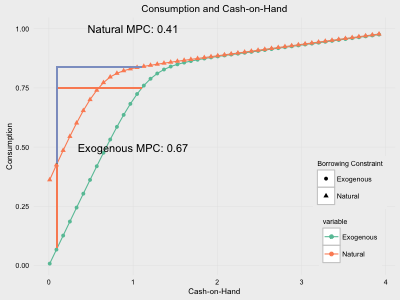 Consumption and Cash-on-Hand
Natural MPC: 0.41
Exogenous MPC: 0.67
Consumption
1.00
0.75
0.50
0.25
0.00
0
1
2
3
4
Cash-on-Hand
Borrowing Constraint
Exogenous
Natural
variable
Exogenous
Natural